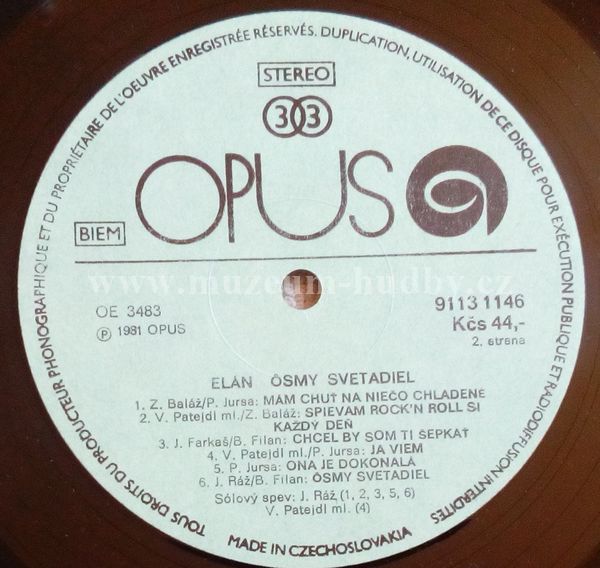 TOUS DROITS DU PRODUCTEUR PHONOGRAPHIQUE ET DU PROPRIÉTAIRE DE L'OEUVRE ENREGISTRÉE RÉSERVÉS. DUPLICATION, UTILISATION DE CE DISQUE POUR EXÉCUTION PUBLIQUE ET RADIODIFFUSION INTERDITES
STEREO
33
OPUS
BIEM
www.muzeum-hudby.cz
OE 3483
9113 1146
Ⓟ 1981 OPUS
Kčs 44,-
2. strana
ELÁN ÔSMY SVETADIEL
1. Z. Baláž/P. Jursa: MÁM CHUŤ NA NIEČO CHLADENÉ
2. V. Patejdl ml./Z. Baláž: SPIEVAM ROCK'N ROLL SI
KAŽDÝ DEŇ
3. J. Farkaš/B. Filan: CHCEL BY SOM TI ŠEPKAŤ
4. V. Patejdl ml./P. Jursa: JA VIEM
5. P. Jursa: ONA JE DOKONALÁ
6. J. Ráž/B. Filan: ÔSMY SVETADIEL
Sólový spev: J. Ráž (1, 2, 3, 5, 6)
V. Patejdl ml. (4)
MADE IN CZECHOSLOVAKIA